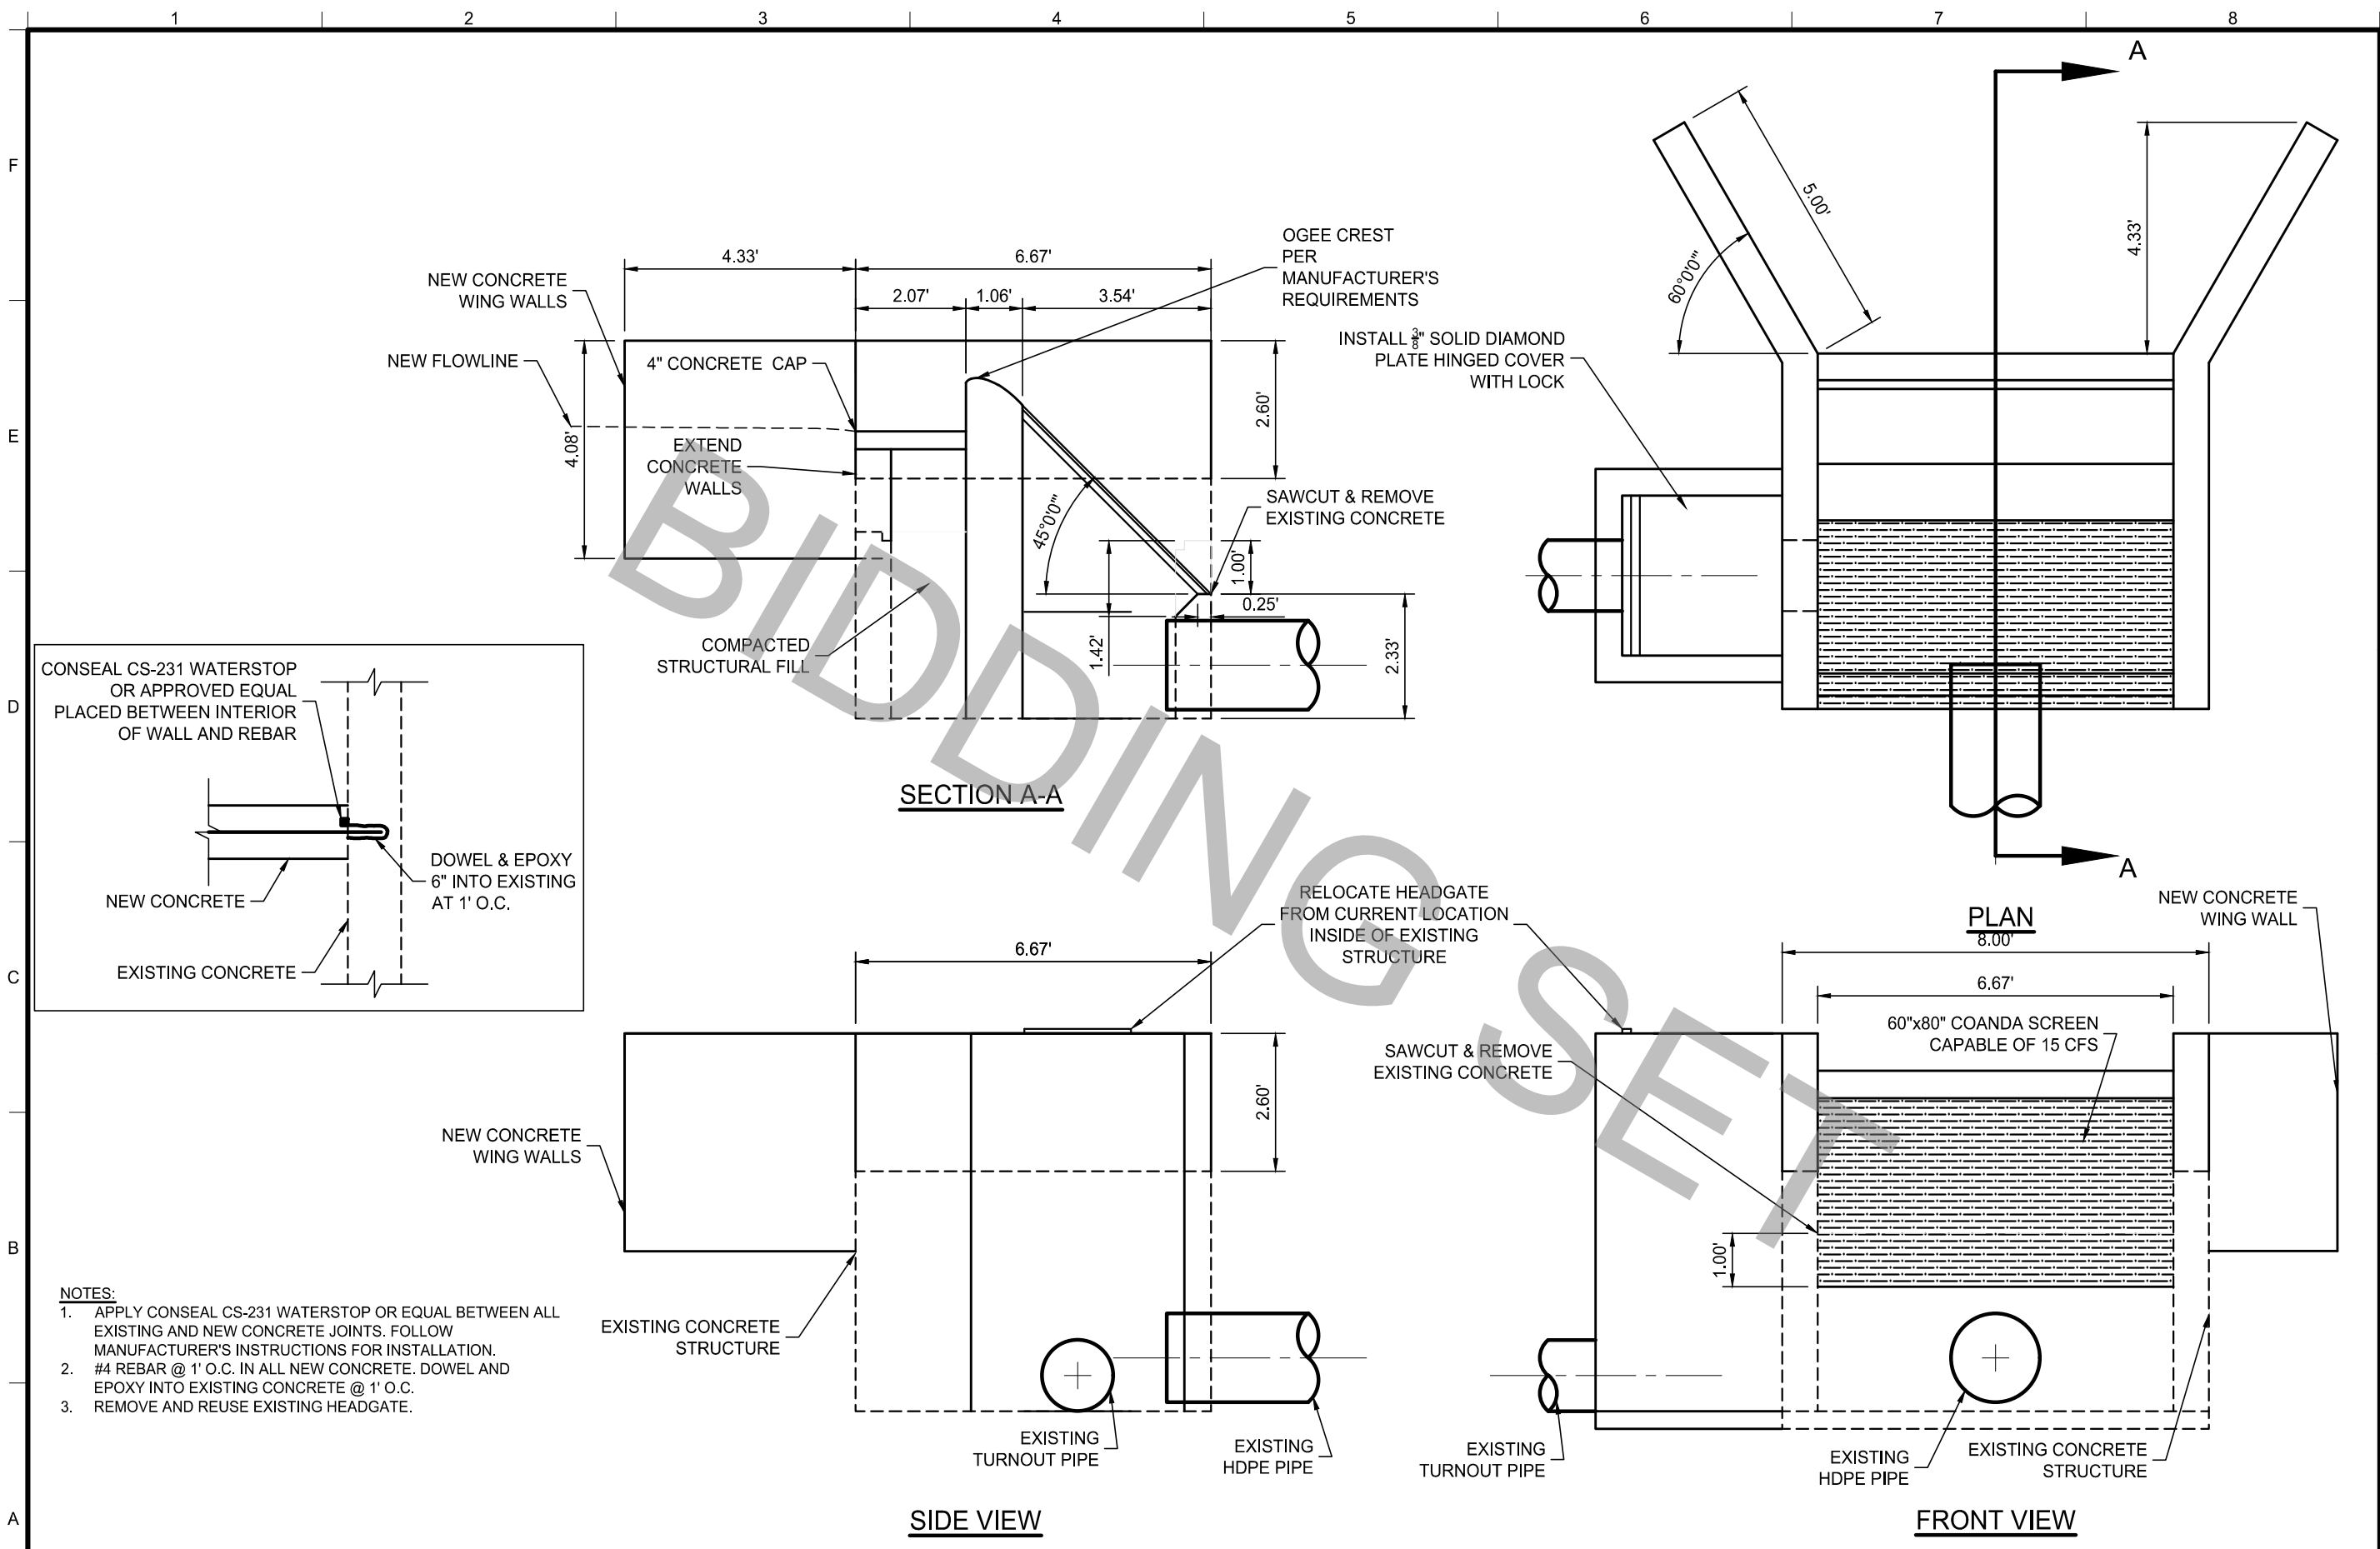 1 2 3 4 5 6 7 8
F
E
D
C
B
A
NEW CONCRETE
WING WALLS
NEW FLOWLINE
4.33'
6.67'
2.07'
1.06'
3.54'
4" CONCRETE CAP
EXTEND
CONCRETE
WALLS
4.08'
OGEE CREST
PER
MANUFACTURER'S
REQUIREMENTS
2.60'
SAWCUT & REMOVE
EXISTING CONCRETE
45°0'0"
1.00'
0.25'
1.42'
2.33'
COMPACTED
STRUCTURAL FILL
SECTION A-A
A
5.00'
60°0'0"
4.33'
INSTALL 3/8" SOLID DIAMOND
PLATE HINGED COVER
WITH LOCK
A
PLAN
CONSEAL CS-231 WATERSTOP
OR APPROVED EQUAL
PLACED BETWEEN INTERIOR
OF WALL AND REBAR
NEW CONCRETE
DOWEL & EPOXY
6" INTO EXISTING
AT 1' O.C.
EXISTING CONCRETE
RELOCATE HEADGATE
FROM CURRENT LOCATION
INSIDE OF EXISTING
STRUCTURE
6.67'
2.60'
NEW CONCRETE
WING WALLS
EXISTING CONCRETE
STRUCTURE
EXISTING
TURNOUT PIPE
EXISTING
HDPE PIPE
SIDE VIEW
NEW CONCRETE
WING WALL
8.00'
6.67'
60"x80" COANDA SCREEN
CAPABLE OF 15 CFS
SAWCUT & REMOVE
EXISTING CONCRETE
1.00'
EXISTING
TURNOUT PIPE
EXISTING
HDPE PIPE
EXISTING CONCRETE
STRUCTURE
FRONT VIEW
NOTES:
1. APPLY CONSEAL CS-231 WATERSTOP OR EQUAL BETWEEN ALL
EXISTING AND NEW CONCRETE JOINTS. FOLLOW
MANUFACTURER'S INSTRUCTIONS FOR INSTALLATION.
2. #4 REBAR @ 1' O.C. IN ALL NEW CONCRETE. DOWEL AND
EPOXY INTO EXISTING CONCRETE @ 1' O.C.
3. REMOVE AND REUSE EXISTING HEADGATE.
BIDDING SET